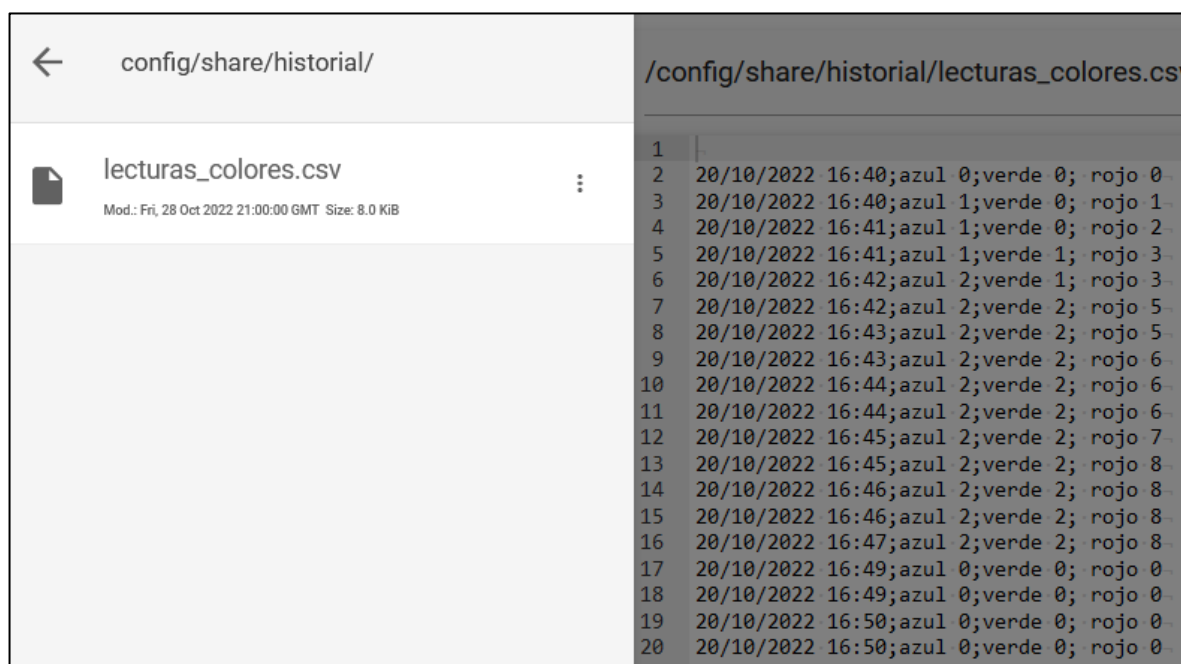 config/share/historial/
lecturas_colores.csv
Mod.: Fri, 28 Oct 2022 21:00:00 GMT Size: 8.0 KiB
/config/share/historial/lecturas_colores.csv
1
2 20/10/2022 16:40;azul 0;verde 0; rojo 0
3 20/10/2022 16:40;azul 1;verde 0; rojo 1
4 20/10/2022 16:41;azul 1;verde 0; rojo 2
5 20/10/2022 16:41;azul 1;verde 1; rojo 3
6 20/10/2022 16:42;azul 2;verde 1; rojo 3
7 20/10/2022 16:42;azul 2;verde 2; rojo 5
8 20/10/2022 16:43;azul 2;verde 2; rojo 5
9 20/10/2022 16:43;azul 2;verde 2; rojo 6
10 20/10/2022 16:44;azul 2;verde 2; rojo 6
11 20/10/2022 16:44;azul 2;verde 2; rojo 6
12 20/10/2022 16:45;azul 2;verde 2; rojo 7
13 20/10/2022 16:45;azul 2;verde 2; rojo 8
14 20/10/2022 16:46;azul 2;verde 2; rojo 8
15 20/10/2022 16:46;azul 2;verde 2; rojo 8
16 20/10/2022 16:47;azul 2;verde 2; rojo 8
17 20/10/2022 16:49;azul 0;verde 0; rojo 0
18 20/10/2022 16:49;azul 0;verde 0; rojo 0
19 20/10/2022 16:50;azul 0;verde 0; rojo 0
20 20/10/2022 16:50;azul 0;verde 0; rojo 0